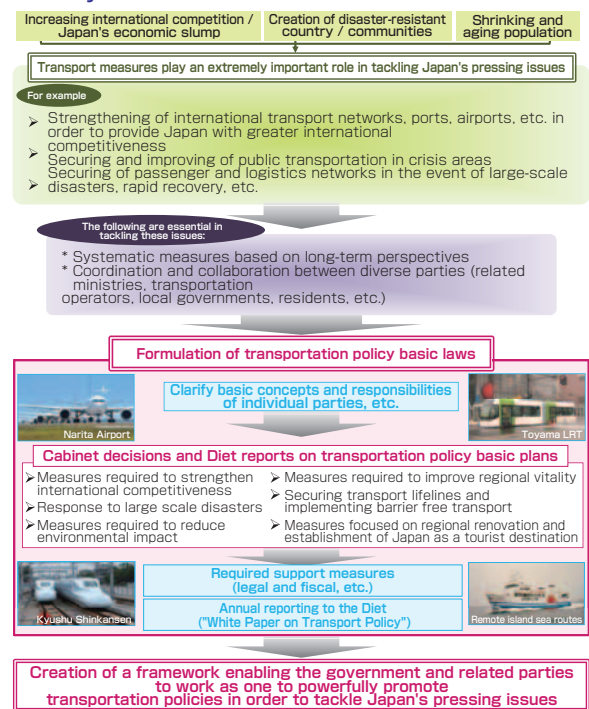 Increasing international competition /
Japan's economic slump
Creation of disaster-resistant
country / communities
Shrinking and
aging population
Transport measures play an extremely important role in tackling Japan's pressing issues
For example
➢ Strengthening of international transport networks, ports, airports, etc. in
order to provide Japan with greater international
➢ competitiveness
Securing and improving of public transportation in crisis areas
Securing of passenger and logistics networks in the event of large-scale
➢ disasters, rapid recovery, etc.
The following are essential in
tackling these issues:
* Systematic measures based on long-term perspectives
* Coordination and collaboration between diverse parties (related
ministries, transportation
operators, local governments, residents, etc.)
Formulation of transportation policy basic laws
Clarify basic concepts and responsibilities
of individual parties, etc.
Narita Airport
Toyama LRT
Cabinet decisions and Diet reports on transportation policy basic plans
➢ Measures required to strengthen
international competitiveness
➢ Response to large scale disasters
➢ Measures required to reduce
environmental impact
➢ Measures required to improve regional vitality
➢ Securing transport lifelines and
implementing barrier free transport
➢ Measures focused on regional renovation and
establishment of Japan as a tourist destination
Required support measures
(legal and fiscal, etc.)
Annual reporting to the Diet
("White Paper on Transport Policy")
Kyushu Shinkansen
Remote island sea routes
Creation of a framework enabling the government and related parties
to work as one to powerfully promote
transportation policies in order to tackle Japan's pressing issues